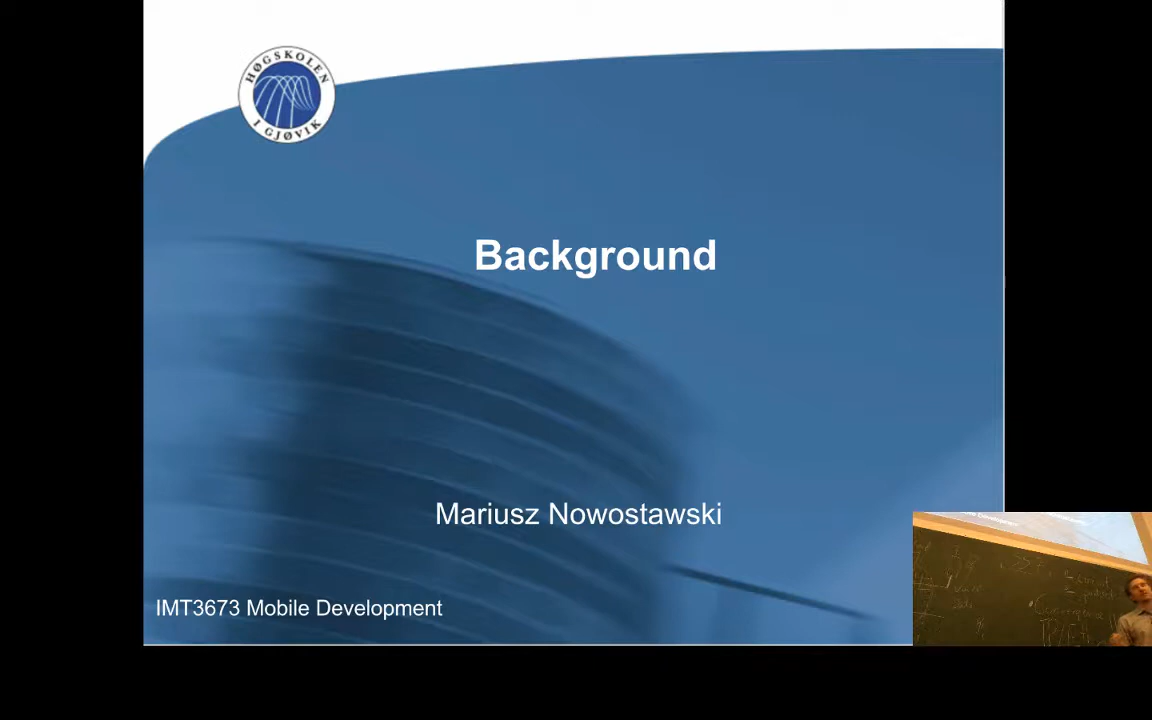 HØGSKOLEN
I GJØVIK
Background
Mariusz Nowostawski
IMT3673 Mobile Development